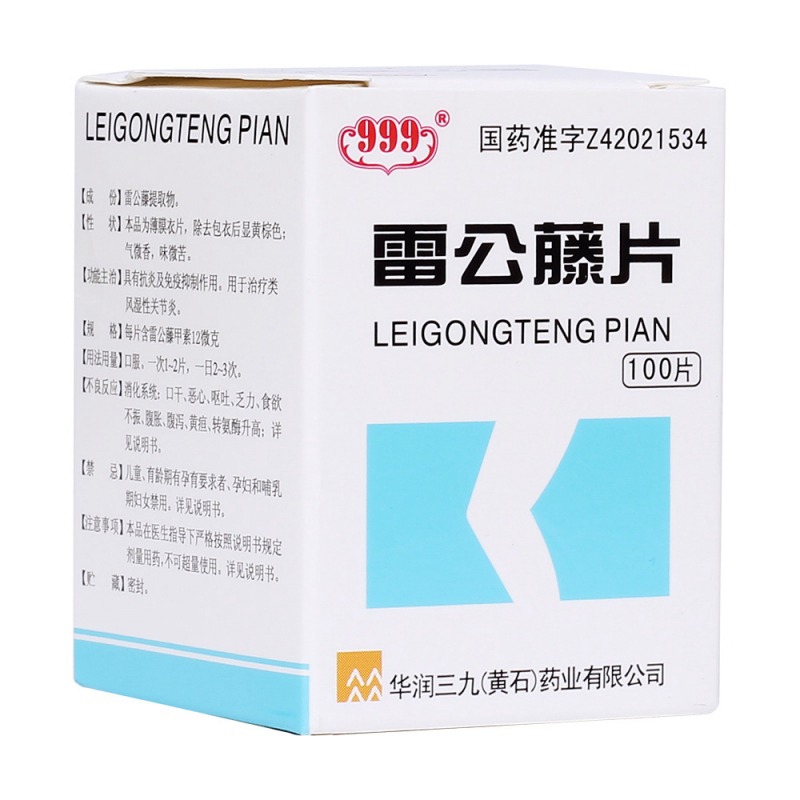 LEIGONGTENG PIAN
【成 份】雷公藤提取物。
【性 状】本品为薄膜衣片，除去包衣后显黄棕色；
气微香，味微苦。
【功能主治】具有抗炎及免疫抑制作用。用于治疗类
风湿性关节炎。
【规 格】每片含雷公藤甲素12微克
【用法用量】口服。一次1~2片，一日2~3次。
【不良反应】消化系统：口干、恶心、呕吐、乏力、食欲
不振、腹胀、腹泻、黄疸、转氨酶升高；详
见说明书。
【禁 忌】儿童、育龄期有孕育要求者、孕妇和哺乳
期妇女禁用。详见说明书。
【注意事项】本品在医生指导下严格按照说明书规定
剂量用药，不可超量使用。详见说明书。
【贮 藏】密封。
999®
国药准字Z42021534
雷公藤片
LEIGONGTENG PIAN
100片
华润三九(黄石)药业有限公司